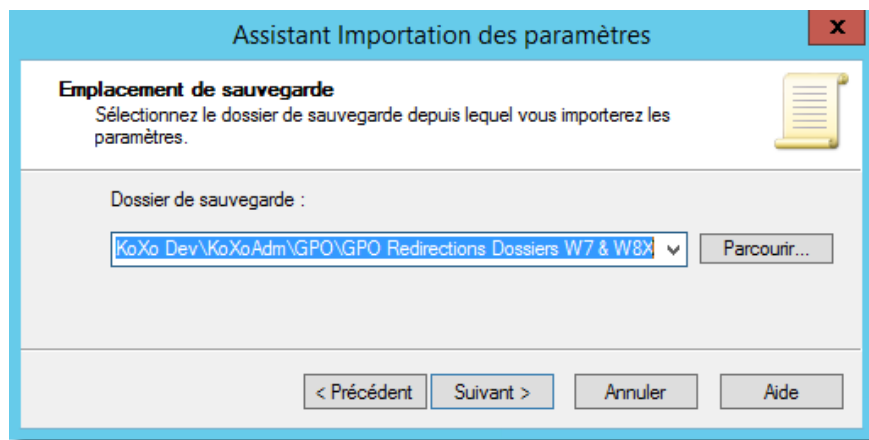 Assistant Importation des paramètres
x
Emplacement de sauvegarde
Sélectionnez le dossier de sauvegarde depuis lequel vous importerez les
paramètres.
Dossier de sauvegarde :
KoXo Dev\KoXoAdm\GPO\GPO Redirections Dossiers W7 & W8X
Parcourir...
< Précédent
Suivant >
Annuler
Aide